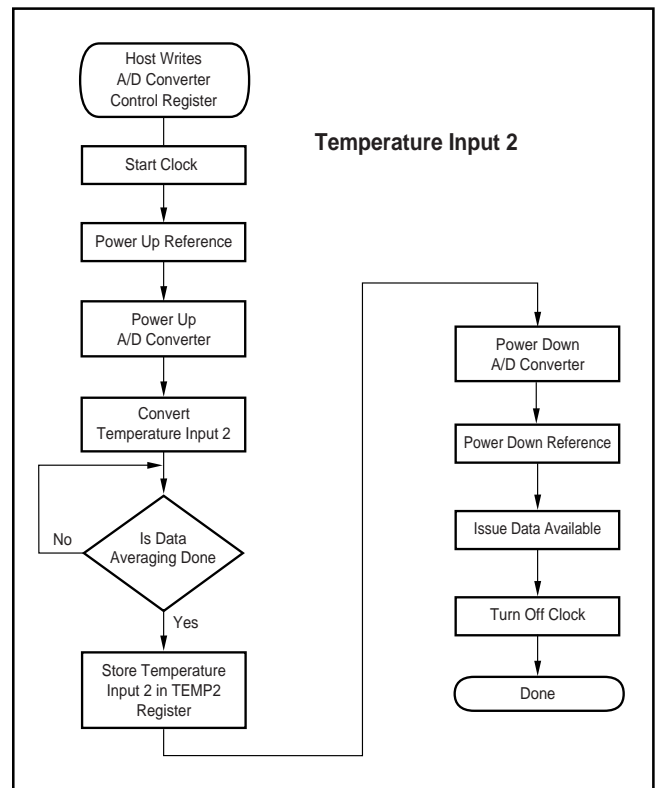 Host Writes
A/D Converter
Control Register
Temperature Input 2
Start Clock
Power Up Reference
Power Up
A/D Converter
Convert
Temperature Input 2
No
Is Data
Averaging Done
Yes
Store Temperature
Input 2 in TEMP2
Register
Power Down
A/D Converter
Power Down Reference
Issue Data Available
Turn Off Clock
Done